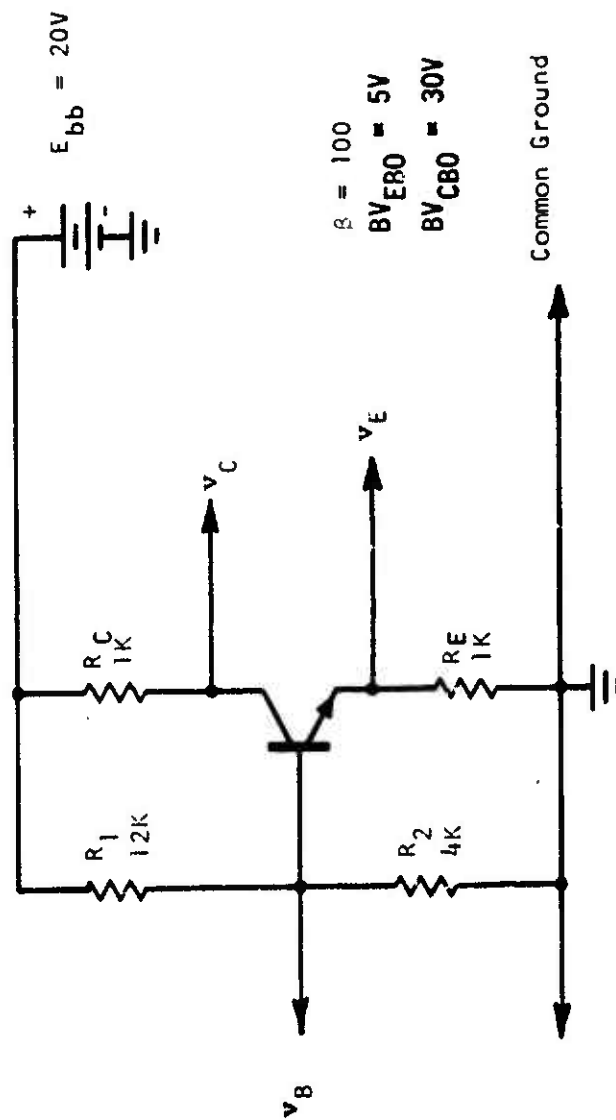 +
E_bb = 20V
-
R_C
1K
R_1
12K
v_C
β = 100
BV_EBO = 5V
BV_CBO = 30V
v_B
v_E
R_2
4K
R_E
1K
Common Ground